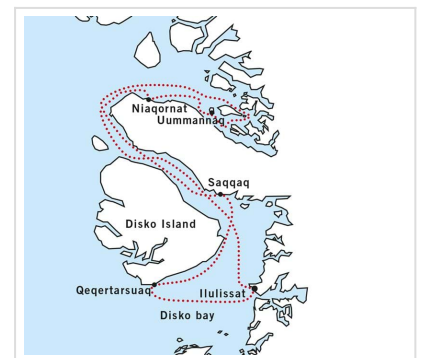 Niaqornat
Uummannaq
Saqqaq
Disko Island
Qeqertarsuaq
Ilulissat
Disko bay